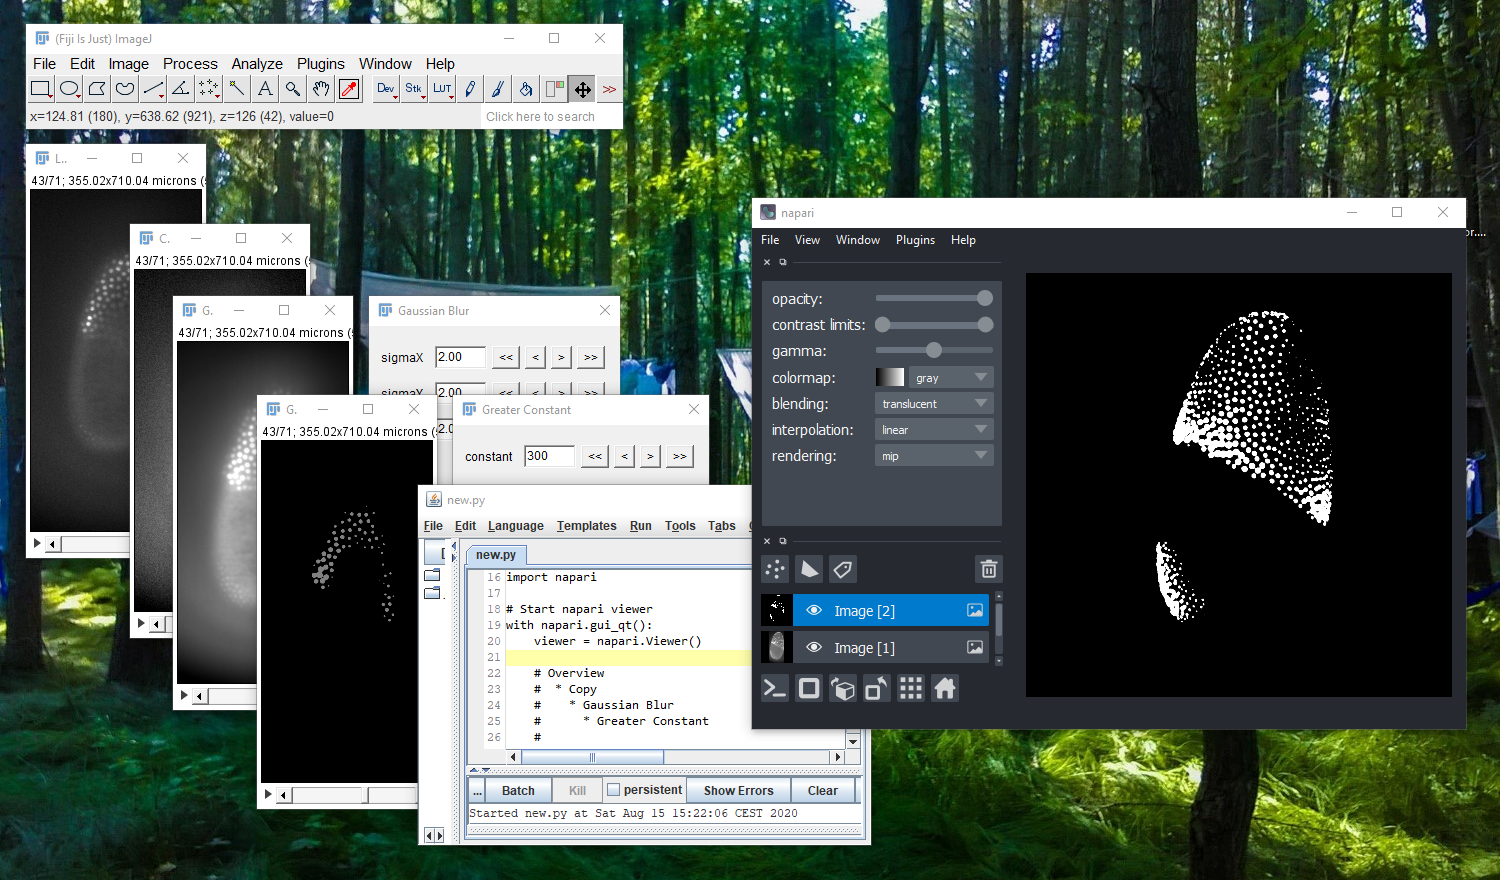 (Fiji Is Just) ImageJ
File Edit Image Process Analyze Plugins Window Help
Dev Stk LUT >>
x=124.81 (180), y=638.62 (921), z=126 (42), value=0
Click here to search
L..
43/71; 355.02x710.04 microns (
C.
43/71; 355.02x710.04 microns (
G.
43/71; 355.02x710.04 microns (
G.
43/71; 355.02x710.04 microns (
Gaussian Blur
sigmaX 2.00 << < > >>
sigmaY 2.00 << < > >>
2.0
Greater Constant
constant 300 << < > >>
new.py
File Edit Language Templates Run Tools Tabs
new.py
16 import napari
17
18 # Start napari viewer
19 with napari.gui_qt():
20 viewer = napari.Viewer()
21
22 # Overview
23 # * Copy
24 # * Gaussian Blur
25 # * Greater Constant
26 #
... Batch Kill persistent Show Errors Clear
Started new.py at Sat Aug 15 15:22:06 CEST 2020
napari
File View Window Plugins Help
opacity:
contrast limits:
gamma:
colormap: gray
blending: translucent
interpolation: linear
rendering: mip
Image [2]
Image [1]
or....